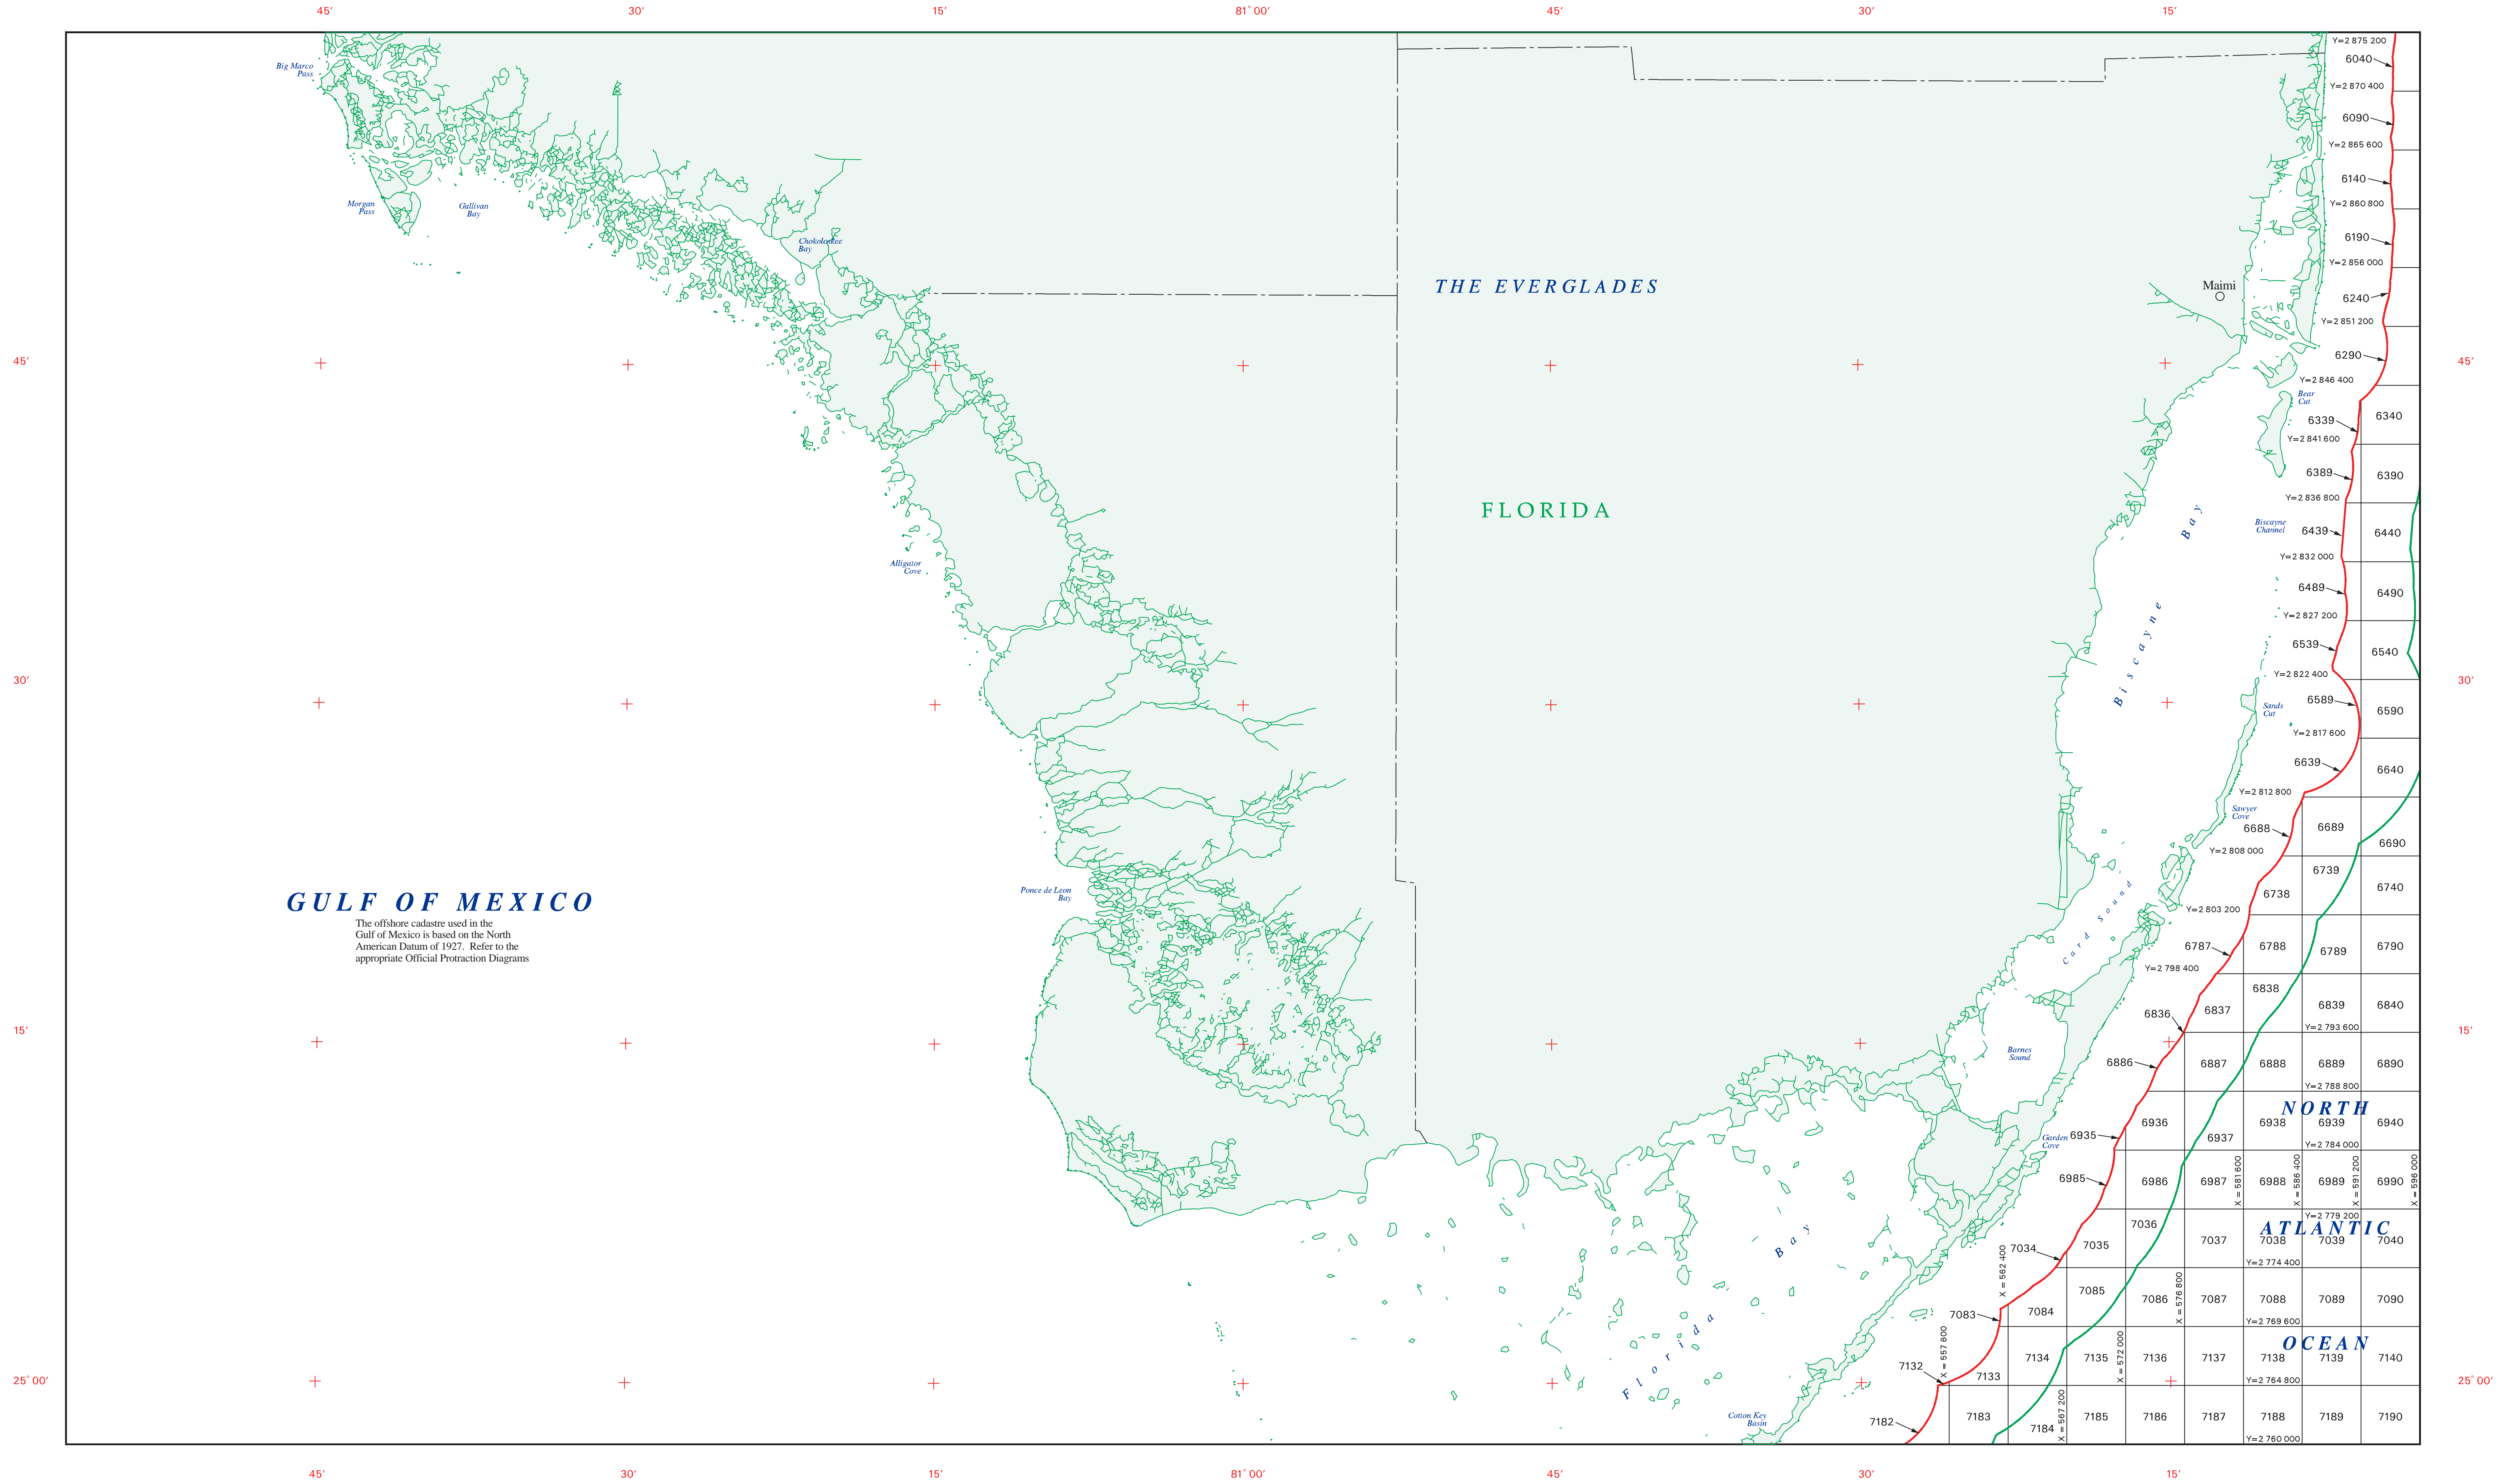 45′ 30′ 15′ 81° 00′ 45′ 30′ 15′
Y=2 875 200
6040
Big Marco
Pass
Y=2 870 400
6090
Y=2 865 600
6140
Morgan
Pass
Gullivan
Bay
Y=2 860 800
6190
Chokoloskee
Bay
Y=2 856 000
THE EVERGLADES
Maimi
6240
Y=2 851 200
45′
45′
6290
Y=2 846 400
Bear
Cut
6339 6340
Y=2 841 600
6389 6390
Y=2 836 800
FLORIDA
Biscayne
Channel
6439 6440
Y=2 832 000
Alligator
Cove
6489 6490
Y=2 827 200
Biscayne Bay
6539 6540
Y=2 822 400
30′
30′
6589 6590
Sands
Cut
Y=2 817 600
6639 6640
Y=2 812 800
Sawyer
Cove
6688 6689 6690
Y=2 808 000
Ponce de Leon
Bay
6738 6739 6740
Card Sound
Y=2 803 200
GULF OF MEXICO
The offshore cadastre used in the
Gulf of Mexico is based on the North
American Datum of 1927. Refer to the
appropriate Official Protraction Diagrams
6787 6788 6789 6790
Y=2 798 400
6836 6837 6838 6839 6840
Y=2 793 600
15′
15′
Barnes
Sound
6886 6887 6888 6889 6890
Y=2 788 800
NORTH
6935 6936 6937 6938 6939 6940
Garden
Cove
Y=2 784 000
6985 6986 6987 6988 6989 6990
X = 581 600
X = 586 400
X = 591 200
X = 596 000
Y=2 779 200
ATLANTIC
7034 7035 7036 7037 7038 7039 7040
Y=2 774 400
Florida Bay
X = 562 400
7083 7084 7085 7086 7087 7088 7089 7090
X = 576 800
Y=2 769 600
OCEAN
7132 7133 7134 7135 7136 7137 7138 7139 7140
X = 557 600
X = 572 000
Y=2 764 800
25° 00′
25° 00′
Cotton Key
Basin
7182 7183 7184 7185 7186 7187 7188 7189 7190
X = 567 200
Y=2 760 000
45′ 30′ 15′ 81° 00′ 45′ 30′ 15′